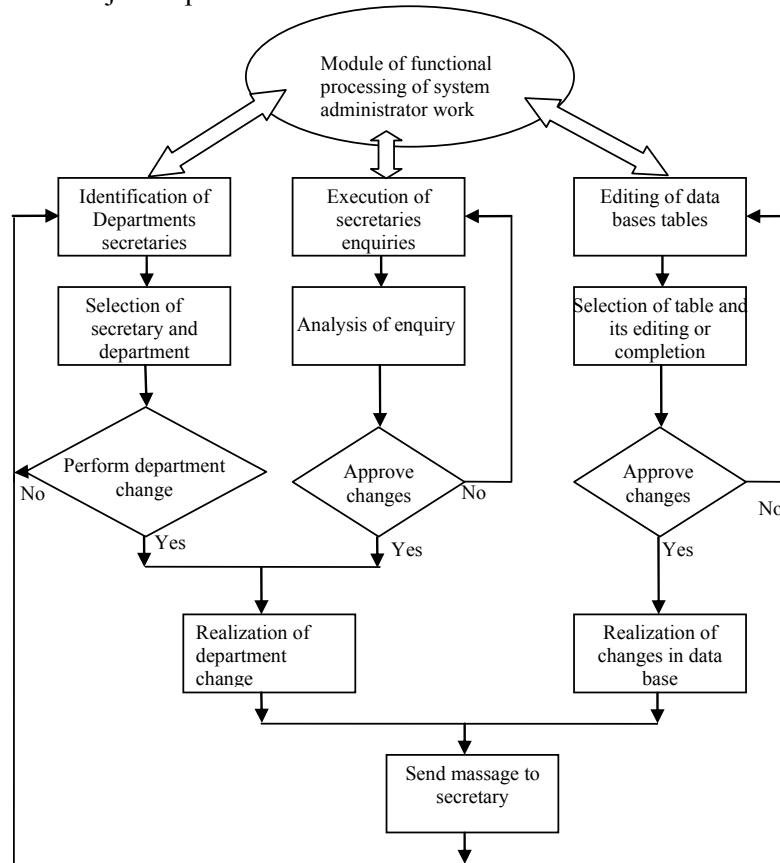 Module of functional
processing of system
administrator work
Identification of
Departments
secretaries
Execution of
secretaries
enquiries
Editing of data
bases tables
Selection of
secretary and
department
Analysis of enquiry
Selection of table and
its editing or
completion
Perform department
change
No
Yes
Approve
changes
No
Yes
Approve
changes
No
Yes
Realization of
department
change
Realization of
changes in data
base
Send massage to
secretary